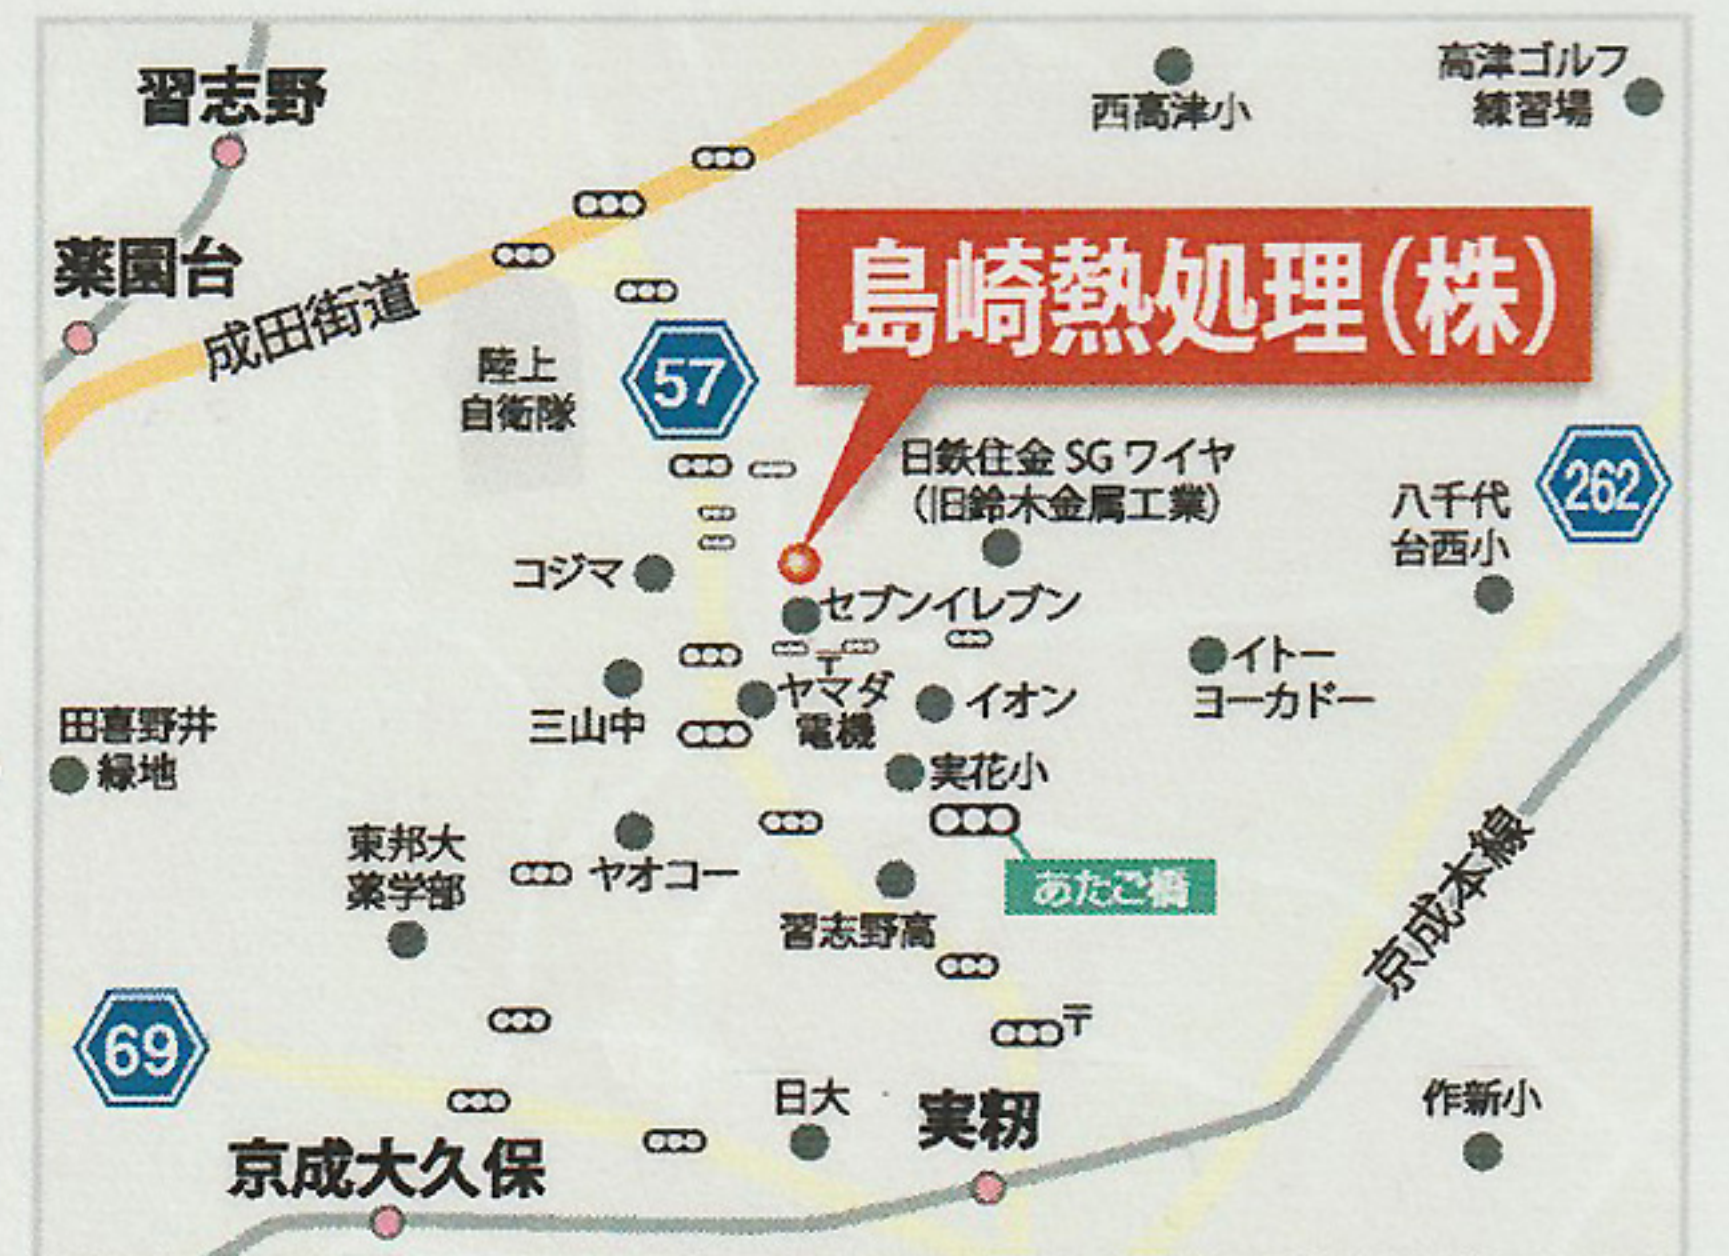 習志野
西高津小
高津ゴルフ
練習場
薬園台
成田街道
島崎熱処理(株)
陸上
自衛隊
57
日鉄住金 SG ワイヤ
(旧鈴木金属工業)
八千代
台西小
262
コジマ
セブンイレブン
イトー
ヨーカドー
〒
ヤマダ
電機
イオン
三山中
田喜野井
緑地
実花小
東邦大
薬学部
ヤオコー
あたご橋
習志野高
京成本線
69
〒
日大
実籾
作新小
京成大久保